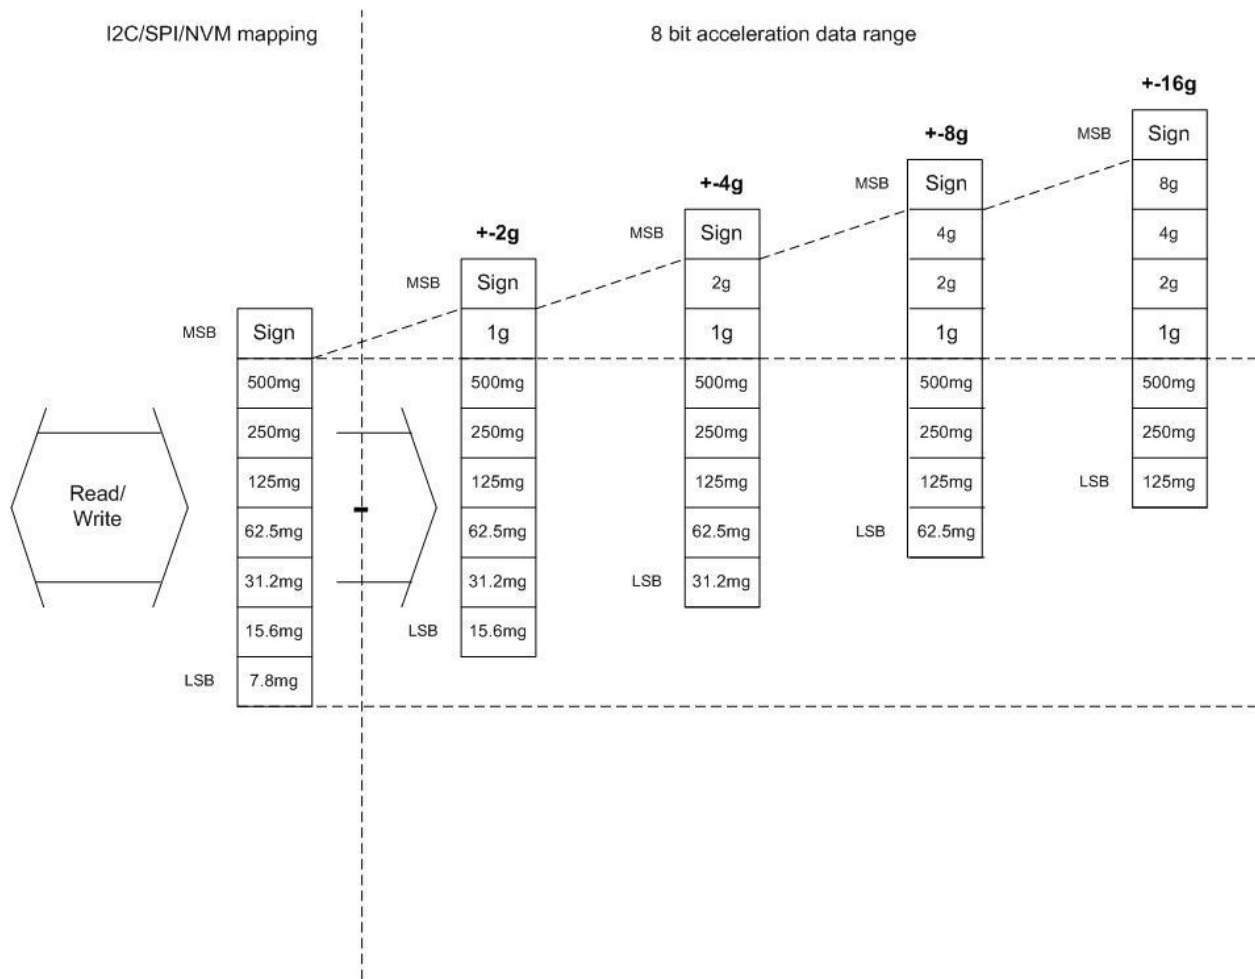 I2C/SPI/NVM mapping
8 bit acceleration data range
Read/
Write
MSB
Sign
500mg
250mg
125mg
62.5mg
31.2mg
15.6mg
LSB
7.8mg
-
+-2g
MSB
Sign
1g
500mg
250mg
125mg
62.5mg
31.2mg
LSB
15.6mg
+-4g
MSB
Sign
2g
1g
500mg
250mg
125mg
62.5mg
LSB
31.2mg
+-8g
MSB
Sign
4g
2g
1g
500mg
250mg
125mg
LSB
62.5mg
+-16g
MSB
Sign
8g
4g
2g
1g
500mg
250mg
LSB
125mg